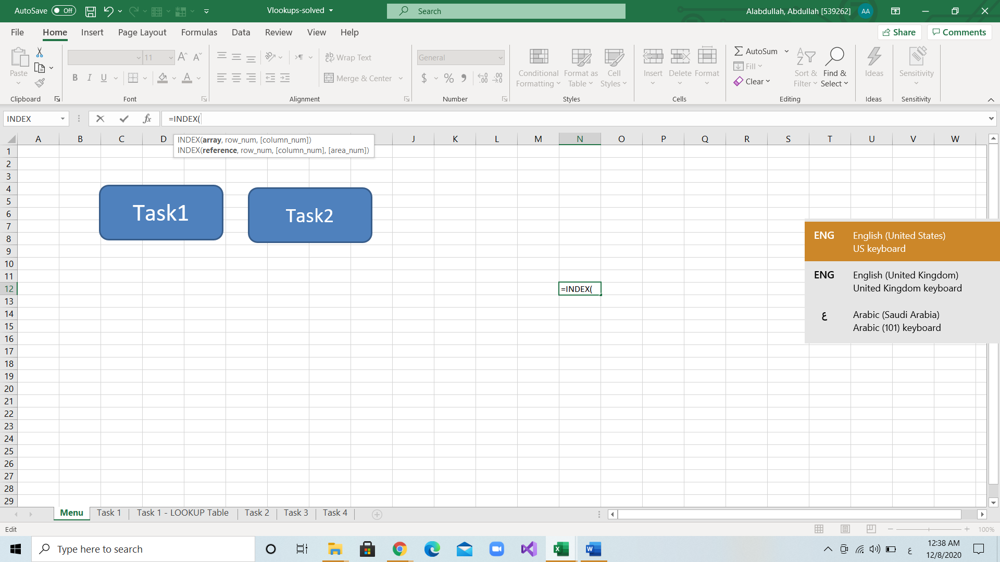 AutoSave Off Vlookups-solved Search Alabdullah, Abdullah [539262] AA
File Home Insert Page Layout Formulas Data Review View Help Share Comments
Paste
Clipboard
11
B I U A
Font
ab Wrap Text
Merge & Center
Alignment
General
$ %
Number
Conditional Formatting
Format as Table
Cell Styles
Styles
Insert Delete Format
Cells
AutoSum
Fill
Clear
Sort & Filter
Find & Select
Editing
Ideas
Ideas
Sensitivity
Sensitivity
INDEX fx =INDEX(
INDEX(array, row_num, [column_num])
INDEX(reference, row_num, [column_num], [area_num])
A B C D J K L M N O P Q R S T U V W
1
2
3
4
5
6
7
8
9
10
11
12
13
14
15
16
17
18
19
20
21
22
23
24
25
26
27
28
29
Task1 Task2
=INDEX(
ENG English (United States)
US keyboard
ENG English (United Kingdom)
United Kingdom keyboard
ع Arabic (Saudi Arabia)
Arabic (101) keyboard
Menu Task 1 Task 1 - LOOKUP Table Task 2 Task 3 Task 4
Edit 100%
Type here to search
ع 12:38 AM
12/8/2020